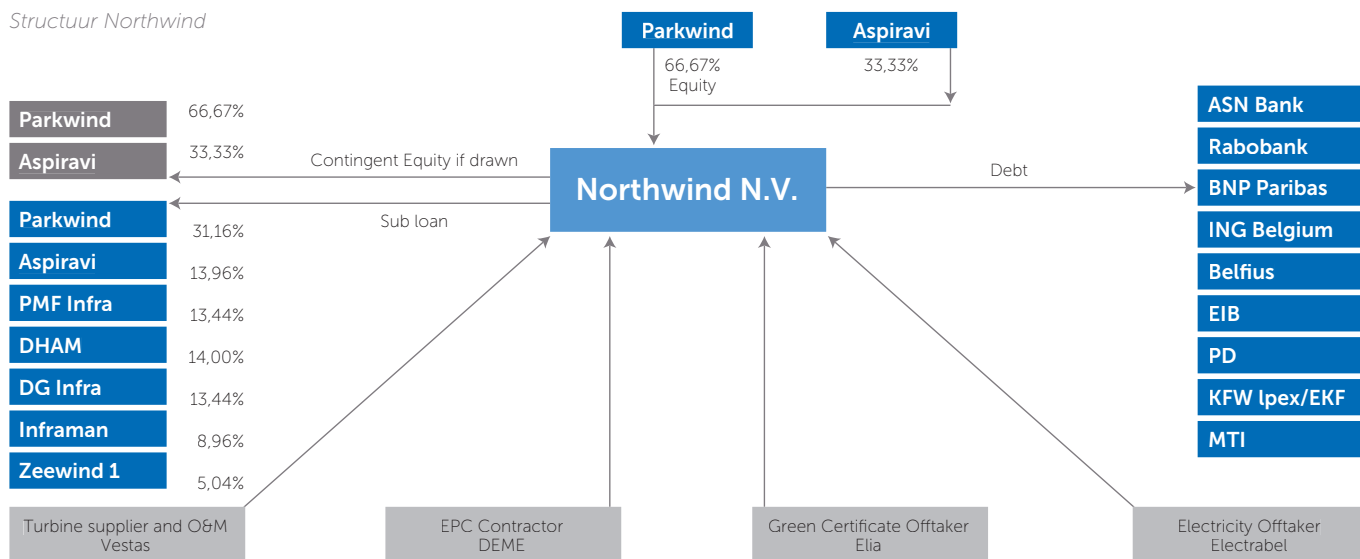 Structuur Northwind
Parkwind
Aspiravi
66,67%
Equity
33,33%
Parkwind
66,67%
Aspiravi
33,33%
Contingent Equity if drawn
Sub loan
Northwind N.V.
Debt
Parkwind
31,16%
Aspiravi
13,96%
PMF Infra
13,44%
DHAM
14,00%
DG Infra
13,44%
Inframan
8,96%
Zeewind 1
5,04%
ASN Bank
Rabobank
BNP Paribas
ING Belgium
Belfius
EIB
PD
KFW lpex/EKF
MTI
Turbine supplier and O&M
Vestas
EPC Contractor
DEME
Green Certificate Offtaker
Elia
Electricity Offtaker
Electrabel